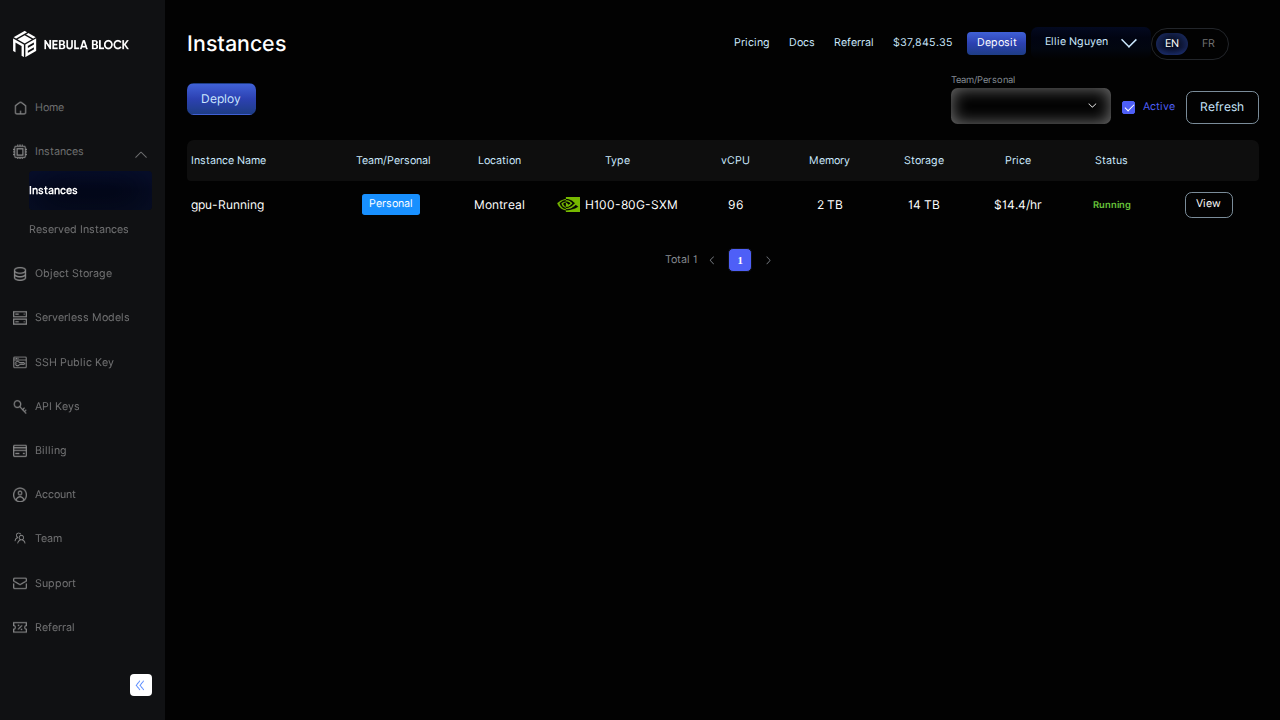 NEBULA BLOCK
Home
Instances
Instances
Reserved Instances
Object Storage
Serverless Models
SSH Public Key
API Keys
Billing
Account
Team
Support
Referral
Instances
Pricing Docs Referral $37,845.35 Deposit Ellie Nguyen EN FR
Deploy
Team/Personal
Active Refresh
Instance Name Team/Personal Location Type vCPU Memory Storage Price Status
gpu-Running Personal Montreal H100-80G-SXM 96 2 TB 14 TB $14.4/hr Running View
Total 1 1